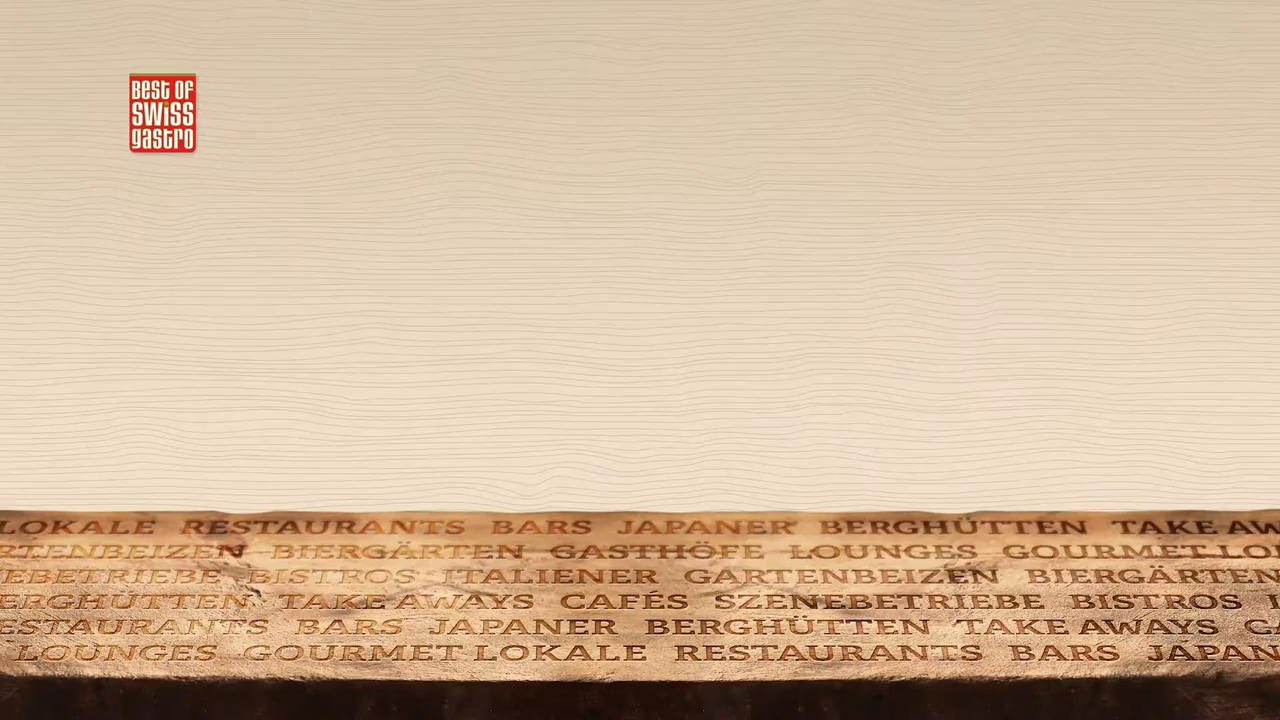 BEST OF
SWiSS
gastro
LOKALE RESTAURANTS BARS JAPANER BERGHÜTTEN TAKE AW
RTENBEIZEN BIERGÄRTEN GASTHÖFE LOUNGES GOURMET LO
EBETRIEBE BISTROS ITALIENER GARTENBEIZEN BIERGÄRTEN
ERGHÜTTEN TAKE AWAYS CAFÉS SZENEBETRIEBE BISTROS
ESTAURANTS BARS JAPANER BERGHÜTTEN TAKE AWAYS CA
LOUNGES GOURMET LOKALE RESTAURANTS BARS JAPAN